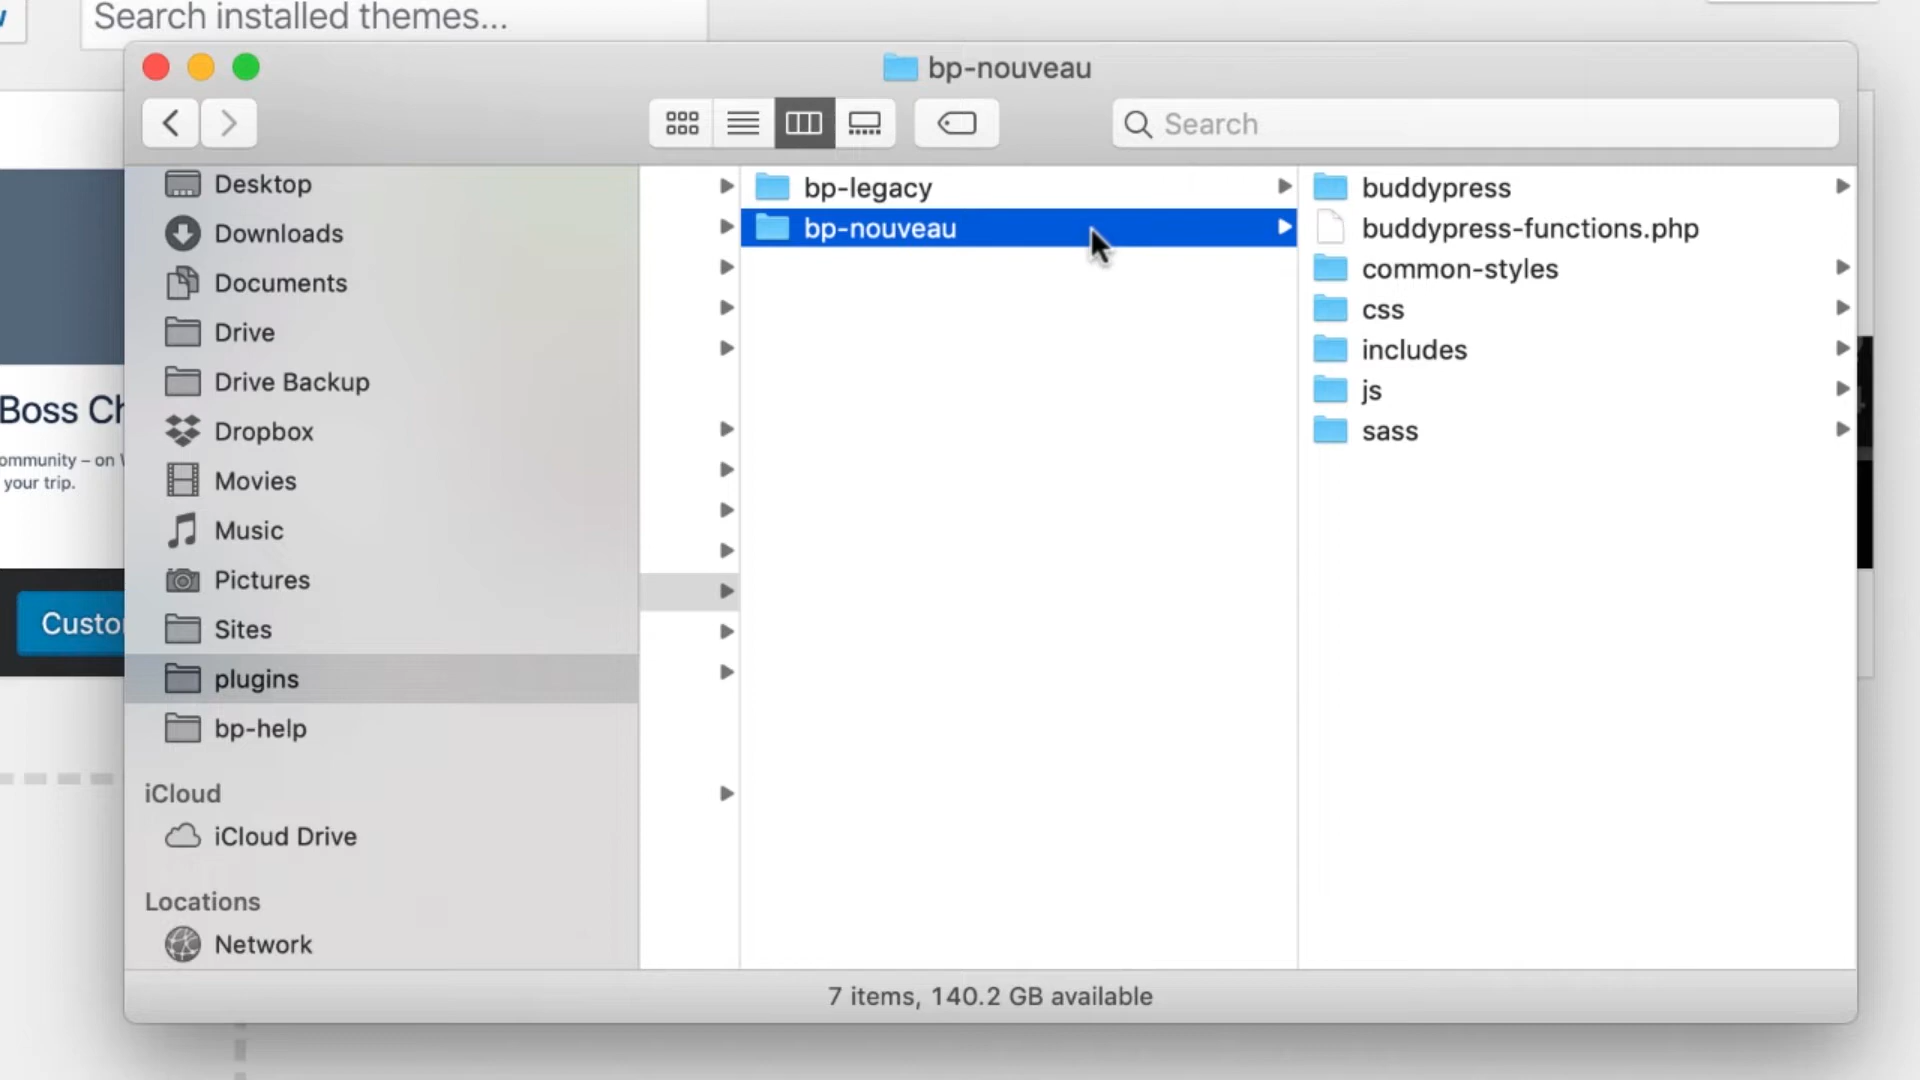 Search installed themes...
bp-nouveau
Search
Desktop
Downloads
Documents
Drive
Drive Backup
Dropbox
Movies
Music
Pictures
Sites
plugins
bp-help
iCloud
iCloud Drive
Locations
Network
bp-legacy
bp-nouveau
buddypress
buddypress-functions.php
common-styles
css
includes
js
sass
7 items, 140.2 GB available
Boss Ch
ommunity – on
your trip.
Custo